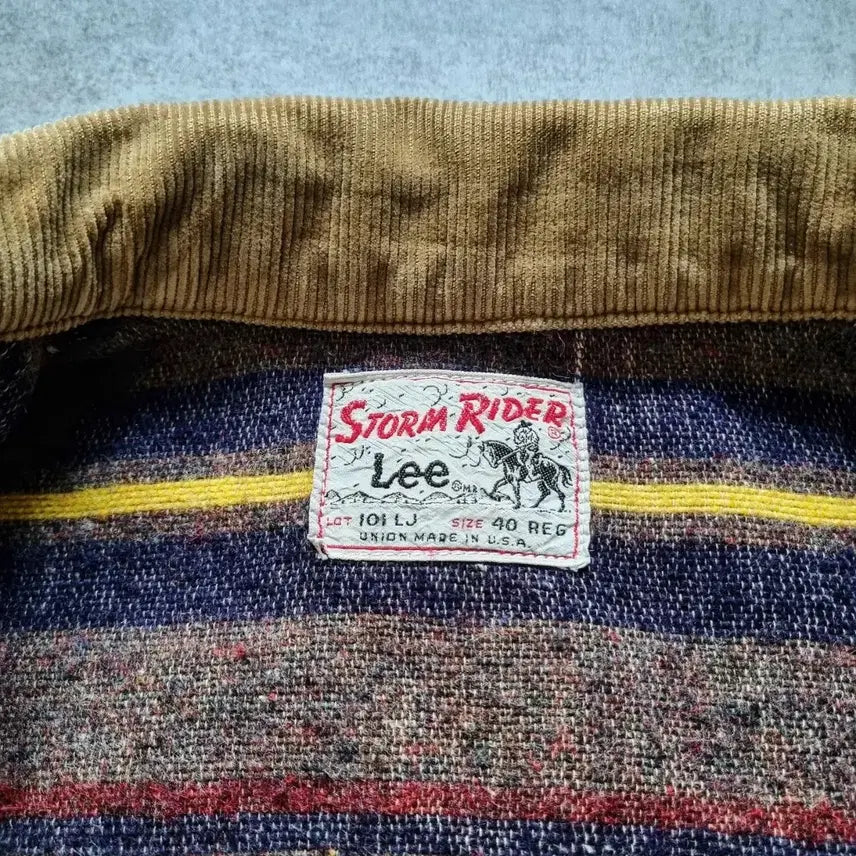 STORM RIDER ®
Lee ® M.R.
LOT 101 LJ SIZE 40 REG
UNION MADE IN U.S.A.